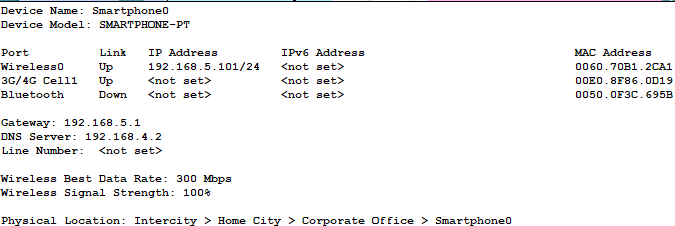 Device Name: Smartphone0
Device Model: SMARTPHONE-PT
Port Link IP Address IPv6 Address MAC Address
Wireless0 Up 192.168.5.101/24 <not set> 0060.70B1.2CA1
3G/4G Cell1 Up <not set> <not set> 00E0.8F86.0D19
Bluetooth Down <not set> <not set> 0050.0F3C.695B
Gateway: 192.168.5.1
DNS Server: 192.168.4.2
Line Number: <not set>
Wireless Best Data Rate: 300 Mbps
Wireless Signal Strength: 100%
Physical Location: Intercity > Home City > Corporate Office > Smartphone0